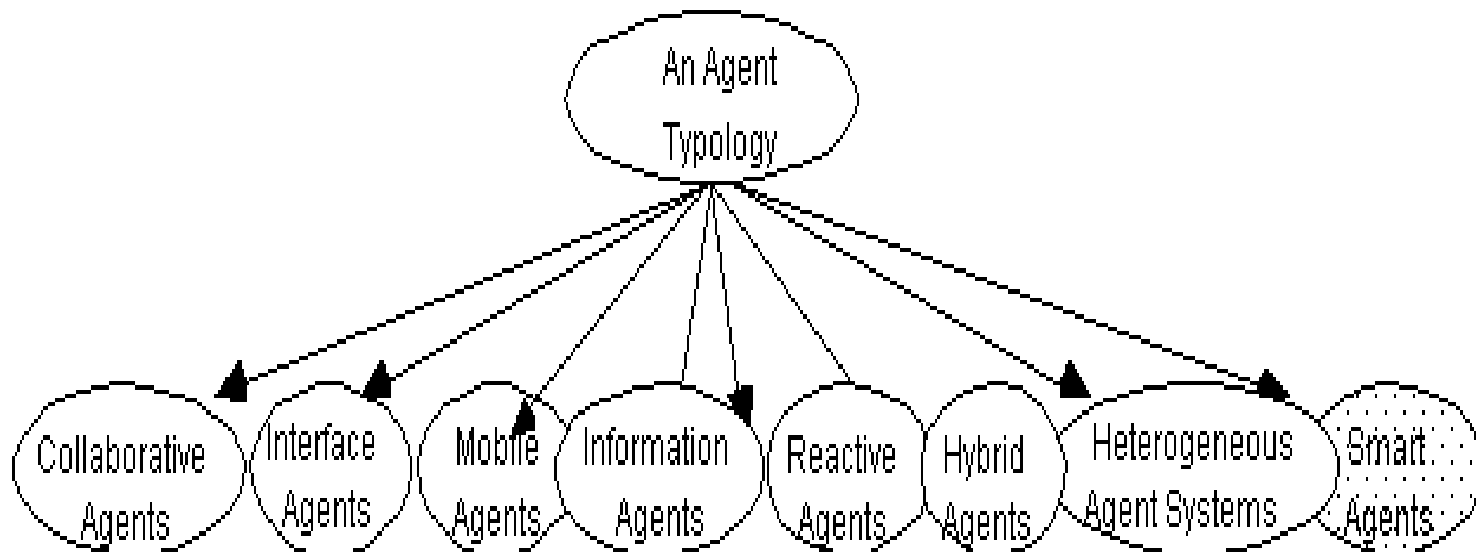 An Agent
Typology
Collaborative
Agents
Interface
Agents
Mobile
Agents
Information
Agents
Reactive
Agents
Hybrid
Agents
Heterogeneous
Agent Systems
Smart
Agents